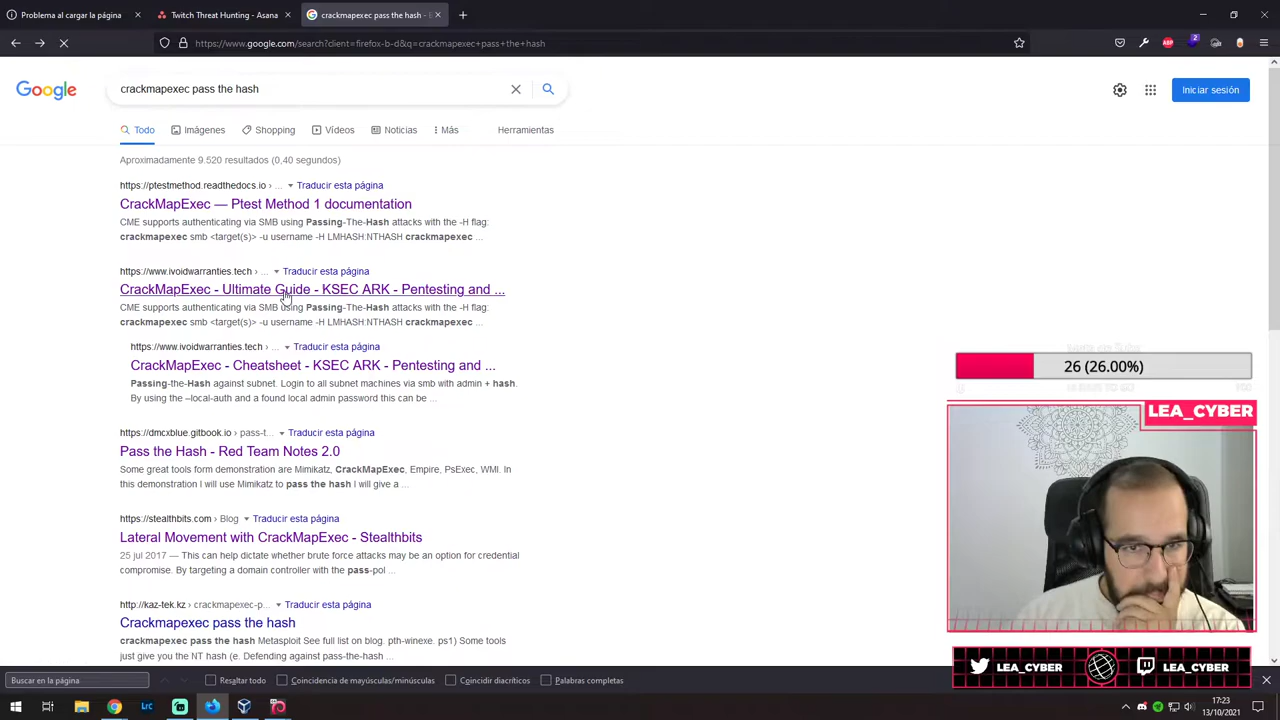 Problema al cargar la página
Twitch Threat Hunting - Asana
crackmapexec pass the hash -
https://www.google.com/search?client=firefox-b-d&q=crackmapexec+pass+the+hash
Google
crackmapexec pass the hash
Iniciar sesión
Todo
Imágenes
Shopping
Vídeos
Noticias
Más
Herramientas
Aproximadamente 9.520 resultados (0,40 segundos)
https://ptestmethod.readthedocs.io › ... Traducir esta página
CrackMapExec — Ptest Method 1 documentation
CME supports authenticating via SMB using Passing-The-Hash attacks with the -H flag:
crackmapexec smb <target(s)> -u username -H LMHASH:NTHASH crackmapexec ...
https://www.ivoidwarranties.tech › ... Traducir esta página
CrackMapExec - Ultimate Guide - KSEC ARK - Pentesting and ...
CME supports authenticating via SMB using Passing-The-Hash attacks with the -H flag:
crackmapexec smb <target(s)> -u username -H LMHASH:NTHASH crackmapexec ...
https://www.ivoidwarranties.tech › ... Traducir esta página
CrackMapExec - Cheatsheet - KSEC ARK - Pentesting and ...
Passing-the-Hash against subnet. Login to all subnet machines via smb with admin + hash.
By using the –local-auth and a found local admin password this can be ...
https://dmcxblue.gitbook.io › pass-t... Traducir esta página
Pass the Hash - Red Team Notes 2.0
Some great tools form demonstration are Mimikatz, CrackMapExec, Empire, PsExec, WMI. In
this demonstration I will use Mimikatz to pass the hash I will give a ...
https://stealthbits.com › Blog Traducir esta página
Lateral Movement with CrackMapExec - Stealthbits
25 jul 2017 — This can help dictate whether brute force attacks may be an option for credential
compromise. By targeting a domain controller with the pass-pol ...
http://kaz-tek.kz › crackmapexec-p... Traducir esta página
Crackmapexec pass the hash
crackmapexec pass the hash Metasploit See full list on blog. pth-winexe. ps1) Some tools
just give you the NT hash (e. Defending against pass-the-hash ...
26 (26.00%)
LEA_CYBER
LEA_CYBER
LEA_CYBER
Buscar en la página
Resaltar todo
Coincidencia de mayúsculas/minúsculas
Coincidir diacríticos
Palabras completas
17:23
13/10/2021